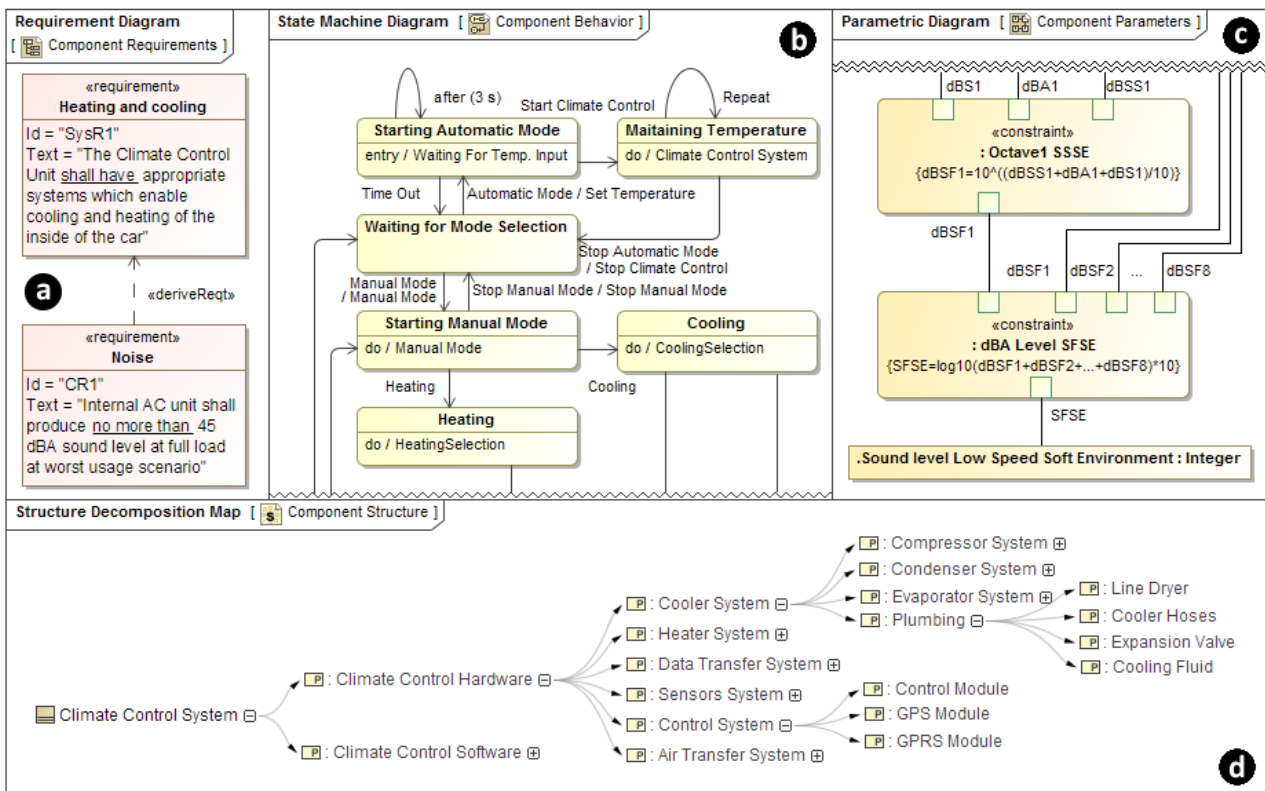 Requirement Diagram
[ Component Requirements ]
«requirement»
Heating and cooling
Id = "SysR1"
Text = "The Climate Control
Unit shall have appropriate
systems which enable
cooling and heating of the
inside of the car"
a
«deriveReqt»
«requirement»
Noise
Id = "CR1"
Text = "Internal AC unit shall
produce no more than 45
dBA sound level at full load
at worst usage scenario"
State Machine Diagram [ Component Behavior ]
b
after (3 s)
Start Climate Control
Repeat
Starting Automatic Mode
entry / Waiting For Temp. Input
Maitaining Temperature
do / Climate Control System
Time Out
Automatic Mode / Set Temperature
Waiting for Mode Selection
Stop Automatic Mode
/ Stop Climate Control
Manual Mode
/ Manual Mode
Stop Manual Mode / Stop Manual Mode
Starting Manual Mode
do / Manual Mode
Cooling
do / CoolingSelection
Heating
Cooling
Heating
do / HeatingSelection
Parametric Diagram [ Component Parameters ]
c
dBS1
dBA1
dBSS1
«constraint»
: Octave1 SSSE
{dBSF1=10^((dBSS1+dBA1+dBS1)/10)}
dBSF1
dBSF1
dBSF2
...
dBSF8
«constraint»
: dBA Level SFSE
{SFSE=log10(dBSF1+dBSF2+...+dBSF8)*10}
SFSE
.Sound level Low Speed Soft Environment : Integer
Structure Decomposition Map [ S Component Structure ]
Climate Control System
P : Climate Control Hardware
P : Climate Control Software
P : Cooler System
P : Heater System
P : Data Transfer System
P : Sensors System
P : Control System
P : Air Transfer System
P : Compressor System
P : Condenser System
P : Evaporator System
P : Plumbing
P : Line Dryer
P : Cooler Hoses
P : Expansion Valve
P : Cooling Fluid
P : Control Module
P : GPS Module
P : GPRS Module
d